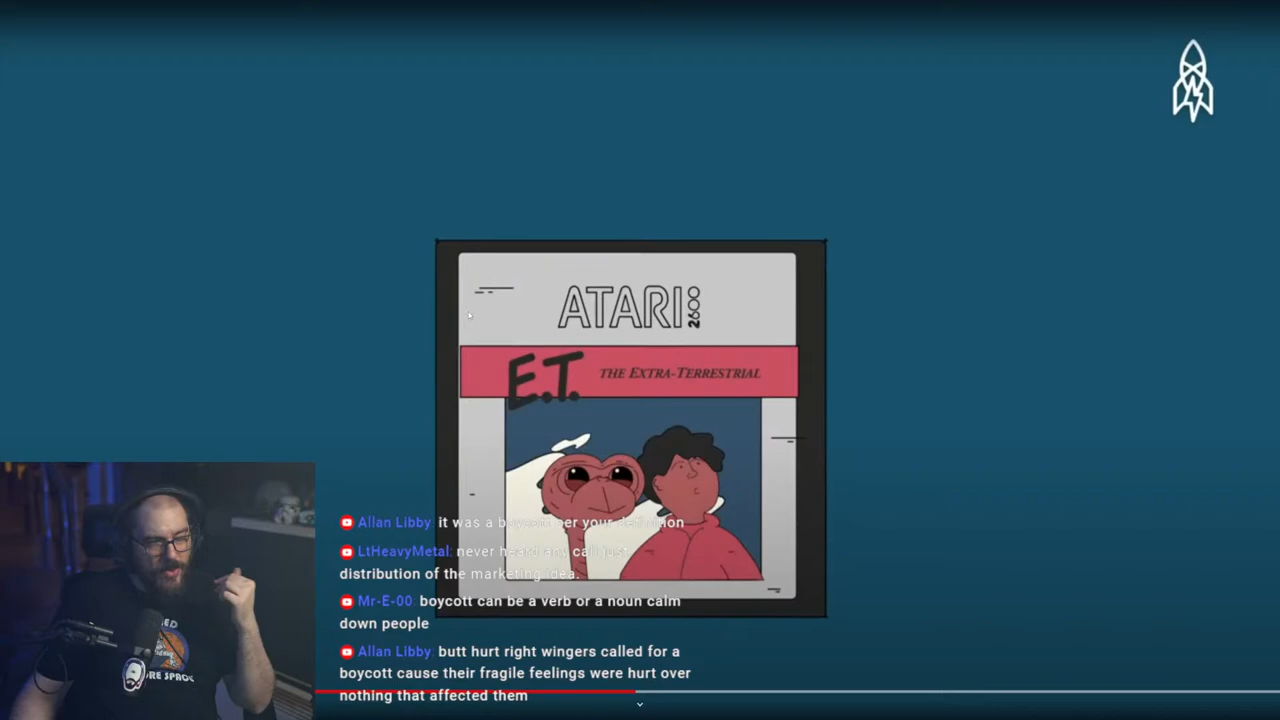 ATARI 2600
E.T. THE EXTRA-TERRESTRIAL
Allan Libby: it was a boycott per your definition
LtHeavyMetal: never heard any call just
distribution of the marketing idea.
Mr-E-00: boycott can be a verb or a noun calm
down people
Allan Libby: butt hurt right wingers called for a
boycott cause their fragile feelings were hurt over
nothing that affected them